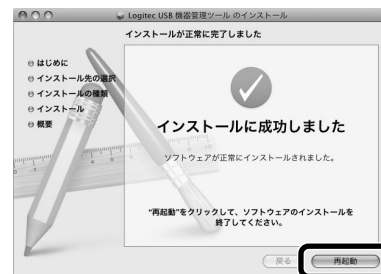 Logitec USB 機器管理ツール のインストール
インストールが正常に完了しました
はじめに
インストール先の選択
インストールの種類
インストール
概要
インストールに成功しました
ソフトウェアが正常にインストールされました。
"再起動"をクリックして、ソフトウェアのインストールを
終了してください。
戻る
再起動